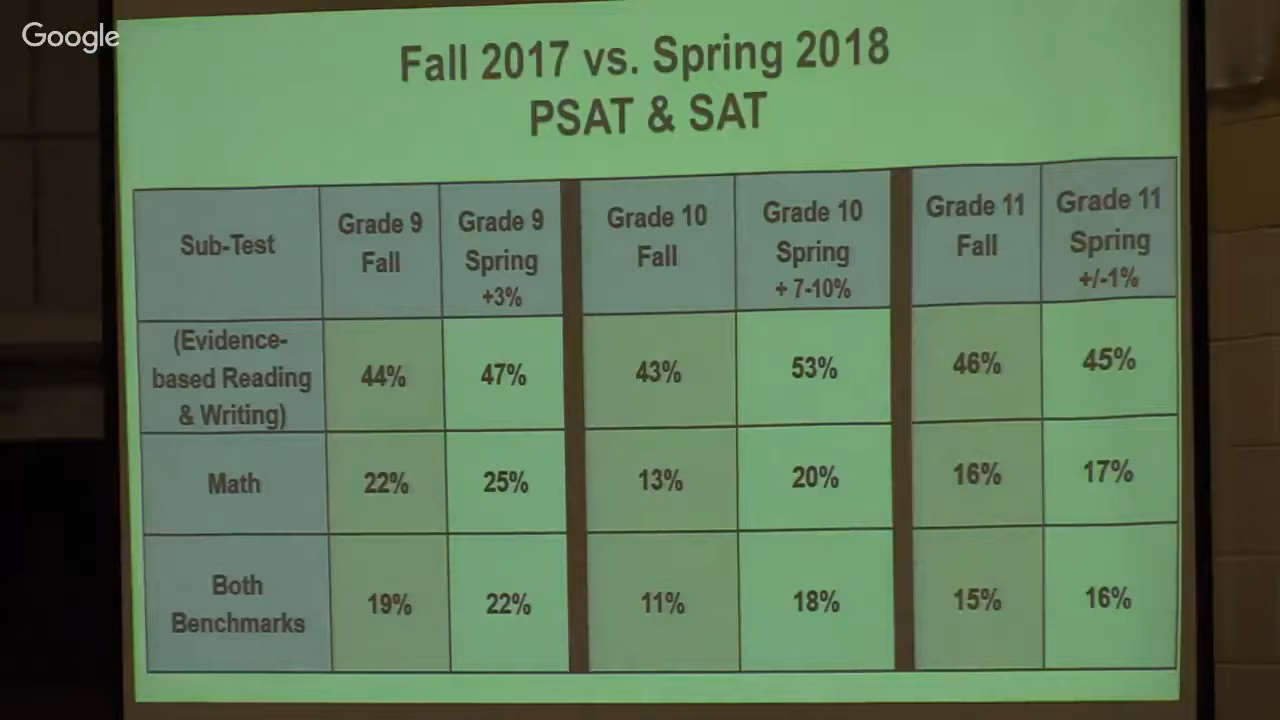 Google
Fall 2017 vs. Spring 2018
PSAT & SAT
Sub-Test
Grade 9
Fall
Grade 9
Spring
+3%
Grade 10
Fall
Grade 10
Spring
+ 7-10%
Grade 11
Fall
Grade 11
Spring
+/-1%
(Evidence-
based Reading
& Writing)
44%
47%
43%
53%
46%
45%
Math
22%
25%
13%
20%
16%
17%
Both
Benchmarks
19%
22%
11%
18%
15%
16%